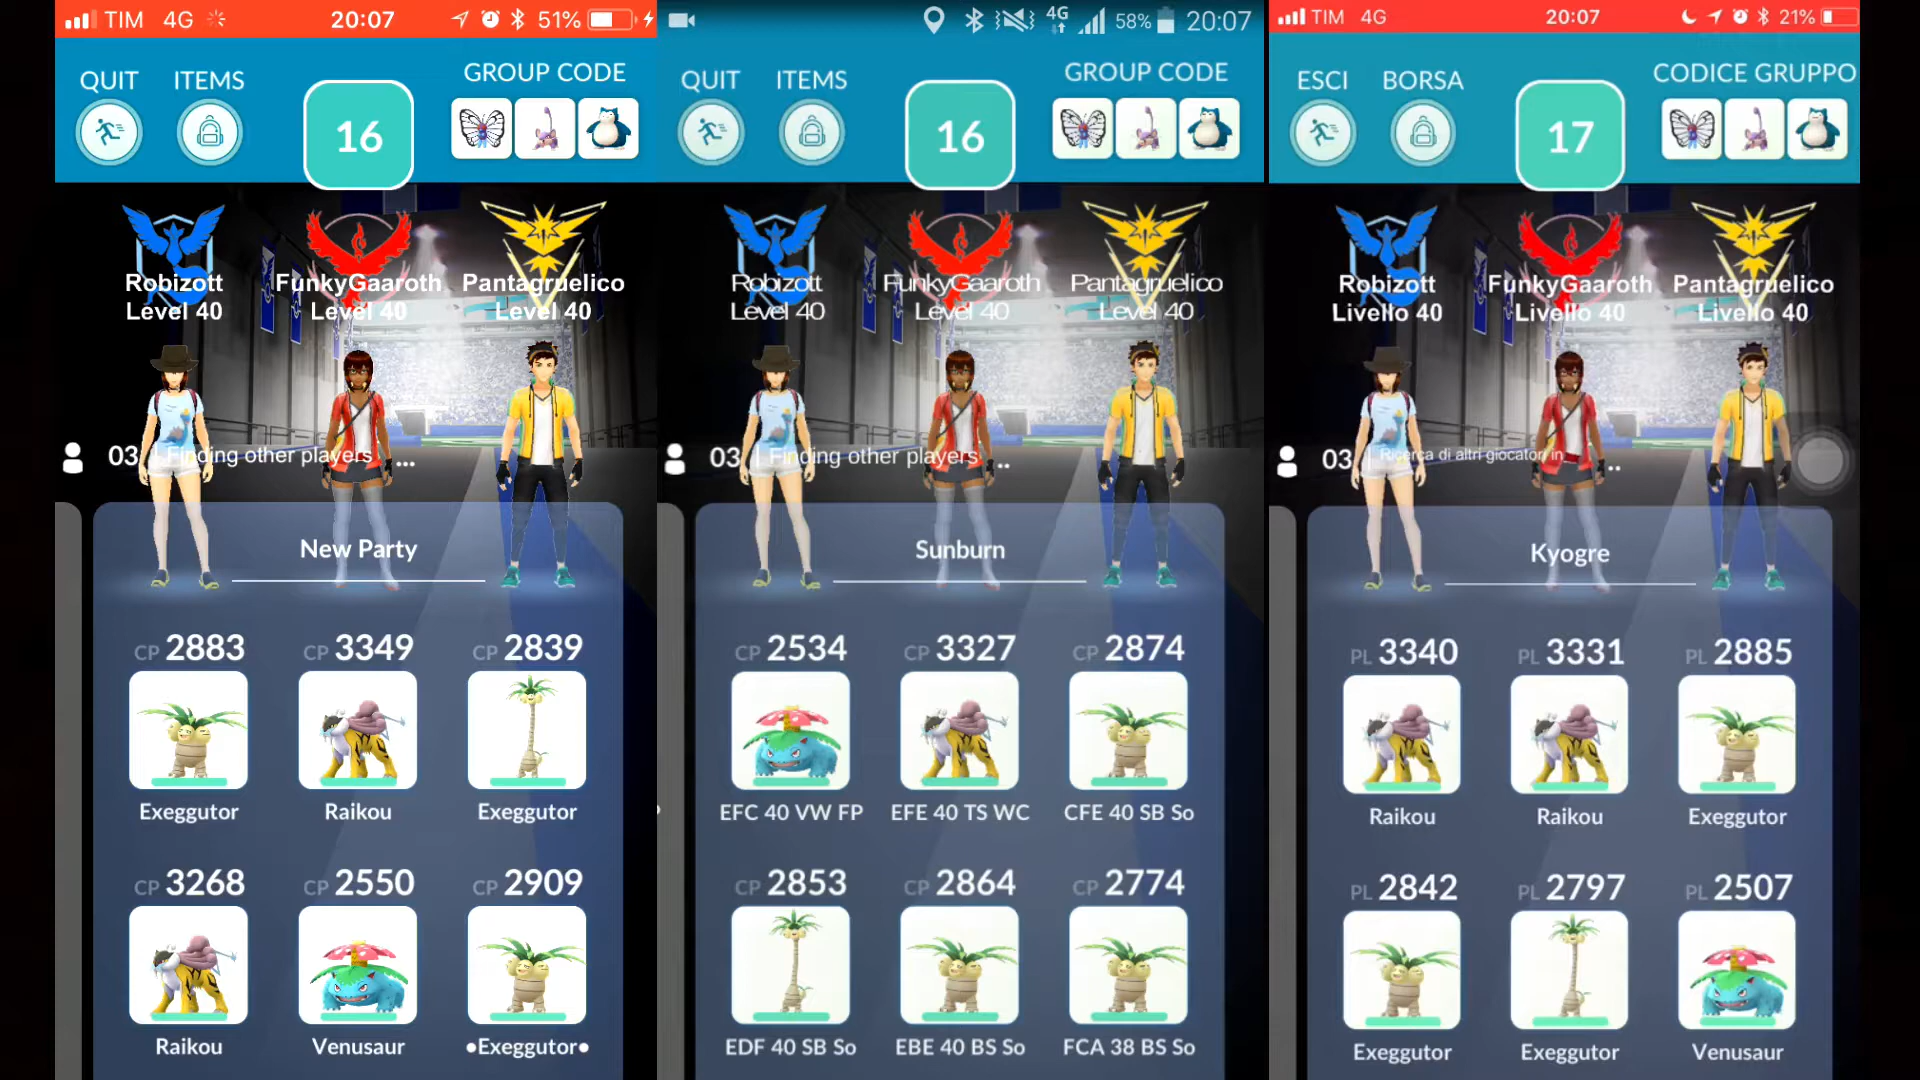 TIM 4G 20:07 51%
QUIT ITEMS GROUP CODE
16
Robizott FunkyGaaroth Pantagruelico
Level 40 Level 40 Level 40
03 | Finding other players ...
New Party
CP 2883 CP 3349 CP 2839
Exeggutor Raikou Exeggutor
CP 3268 CP 2550 CP 2909
Raikou Venusaur •Exeggutor•
4G 58% 20:07
QUIT ITEMS GROUP CODE
16
Robizott FunkyGaaroth Pantagruelico
Level 40 Level 40 Level 40
03 | Finding other players ..
Sunburn
CP 2534 CP 3327 CP 2874
EFC 40 VW FP EFE 40 TS WC CFE 40 SB So
CP 2853 CP 2864 CP 2774
EDF 40 SB So EBE 40 BS So FCA 38 BS So
TIM 4G 20:07 21%
ESCI BORSA CODICE GRUPPO
17
Robizott FunkyGaaroth Pantagruelico
Livello 40 Livello 40 Livello 40
03 | Ricerca di altri giocatori in ..
Kyogre
PL 3340 PL 3331 PL 2885
Raikou Raikou Exeggutor
PL 2842 PL 2797 PL 2507
Exeggutor Exeggutor Venusaur